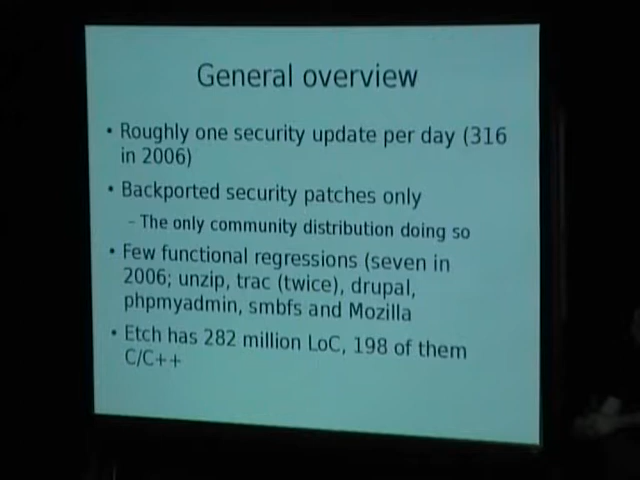 General overview
• Roughly one security update per day (316
in 2006)
• Backported security patches only
– The only community distribution doing so
• Few functional regressions (seven in
2006; unzip, trac (twice), drupal,
phpmyadmin, smbfs and Mozilla
• Etch has 282 million LoC, 198 of them
C/C++